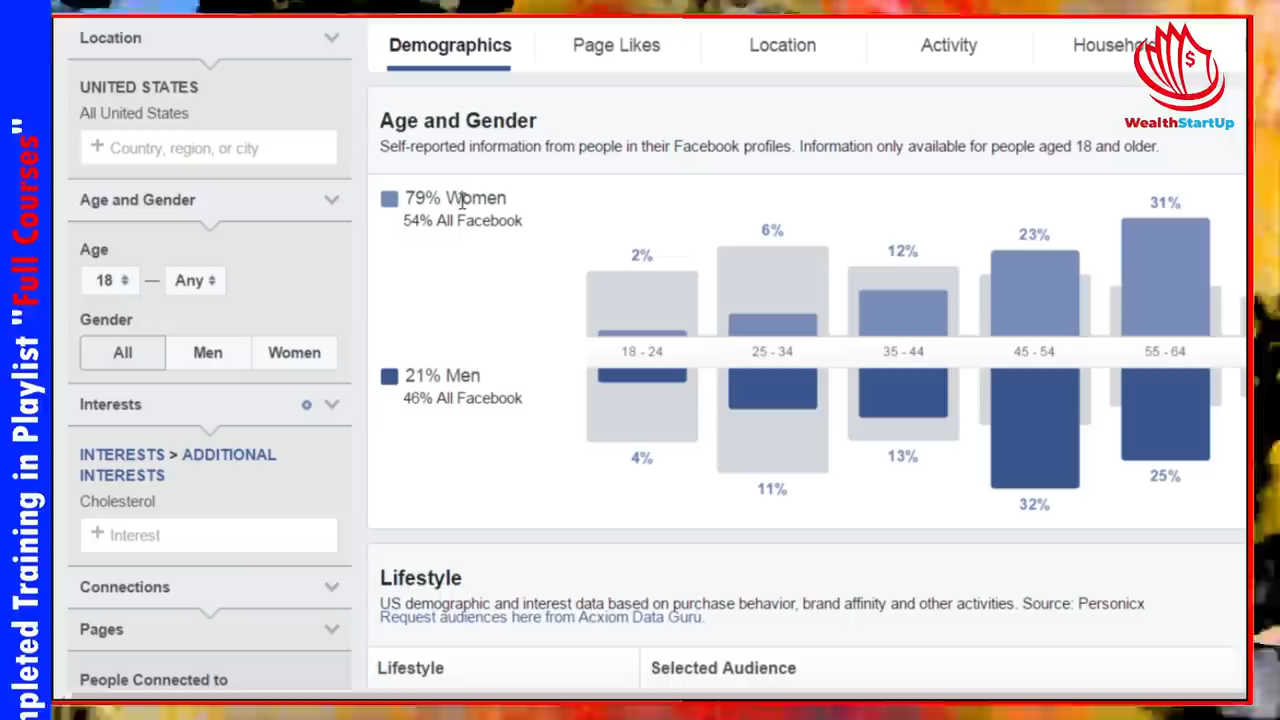 Location
UNITED STATES
All United States
Country, region, or city
Age and Gender
Age
18 — Any
Gender
All Men Women
Interests
INTERESTS > ADDITIONAL
INTERESTS
Cholesterol
Interest
Connections
Pages
People Connected to
Demographics Page Likes Location Activity
WealthStartUp
Age and Gender
Self-reported information from people in their Facebook profiles. Information only available for people aged 18 and older.
79% Women
54% All Facebook
2% 6% 12% 23% 31%
18 - 24 25 - 34 35 - 44 45 - 54 55 - 64
21% Men
46% All Facebook
4% 11% 13% 32% 25%
Lifestyle
US demographic and interest data based on purchase behavior, brand affinity and other activities. Source: Personicx
Request audiences here from Acxiom Data Guru.
Lifestyle Selected Audience
mpleted Training in Playlist "Full Courses"